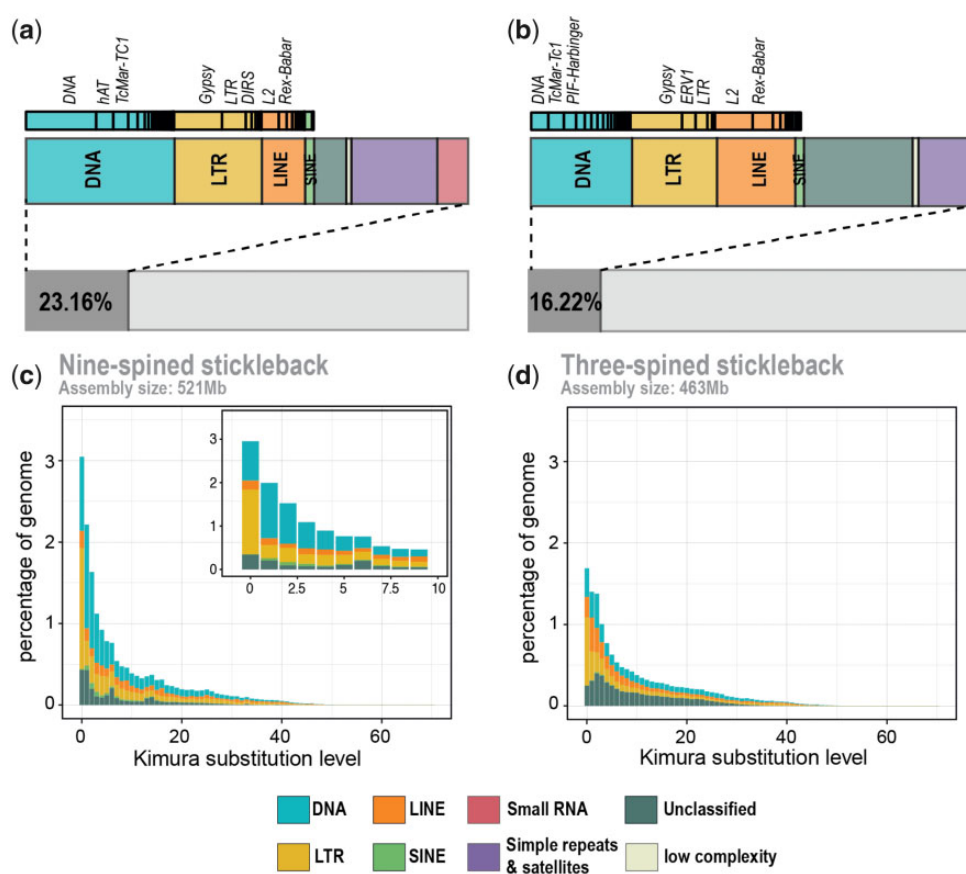 (a)
DNA
hAT
TcMar-TC1
Gypsy
LTR
DIRS
L2
Rex-Babar
DNA
LTR
LINE
SINE
23.16%
(b)
DNA
TcMar-Tc1
PIF-Harbinger
Gypsy
ERV1
LTR
L2
Rex-Babar
DNA
LTR
LINE
SINE
16.22%
(c)
Nine-spined stickleback
Assembly size: 521Mb
percentage of genome
3
2
1
0
0
20
40
60
Kimura substitution level
3
2
1
0
0
2.5
5
7.5
10
(d)
Three-spined stickleback
Assembly size: 463Mb
percentage of genome
3
2
1
0
0
20
40
60
Kimura substitution level
DNA
LINE
Small RNA
Unclassified
LTR
SINE
Simple repeats
& satellites
low complexity